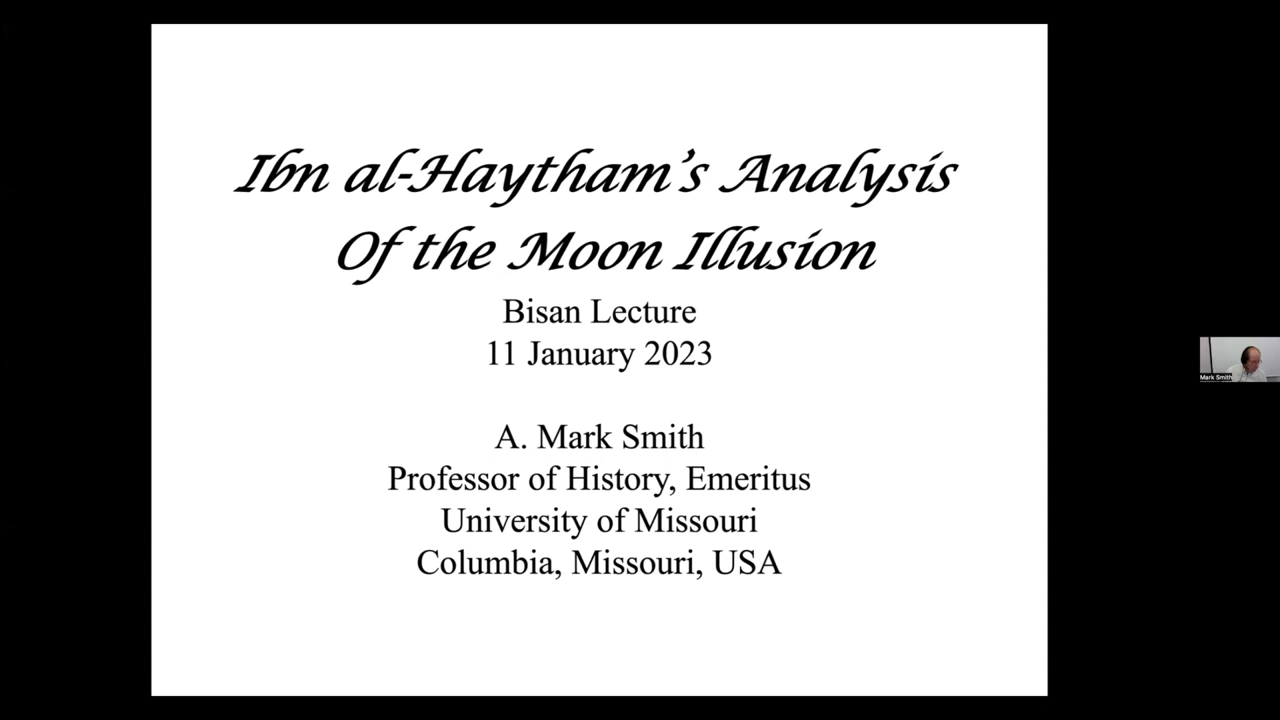 Ibn al-Haytham's Analysis
Of the Moon Illusion
Bisan Lecture
11 January 2023
A. Mark Smith
Professor of History, Emeritus
University of Missouri
Columbia, Missouri, USA
Mark Smith